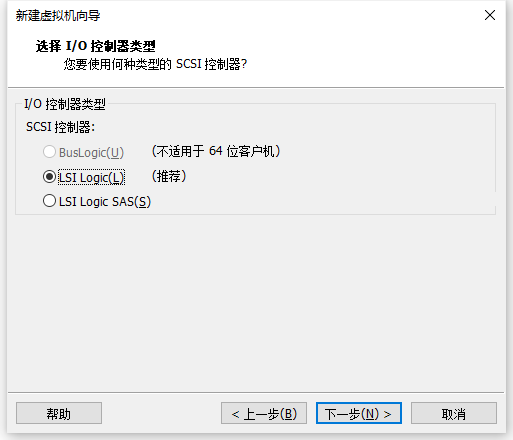 新建虚拟机向导
选择 I/O 控制器类型
您要使用何种类型的 SCSI 控制器?
I/O 控制器类型
SCSI 控制器:
BusLogic(U) (不适用于 64 位客户机)
LSI Logic(L) (推荐)
LSI Logic SAS(S)
帮助 < 上一步(B) 下一步(N) > 取消